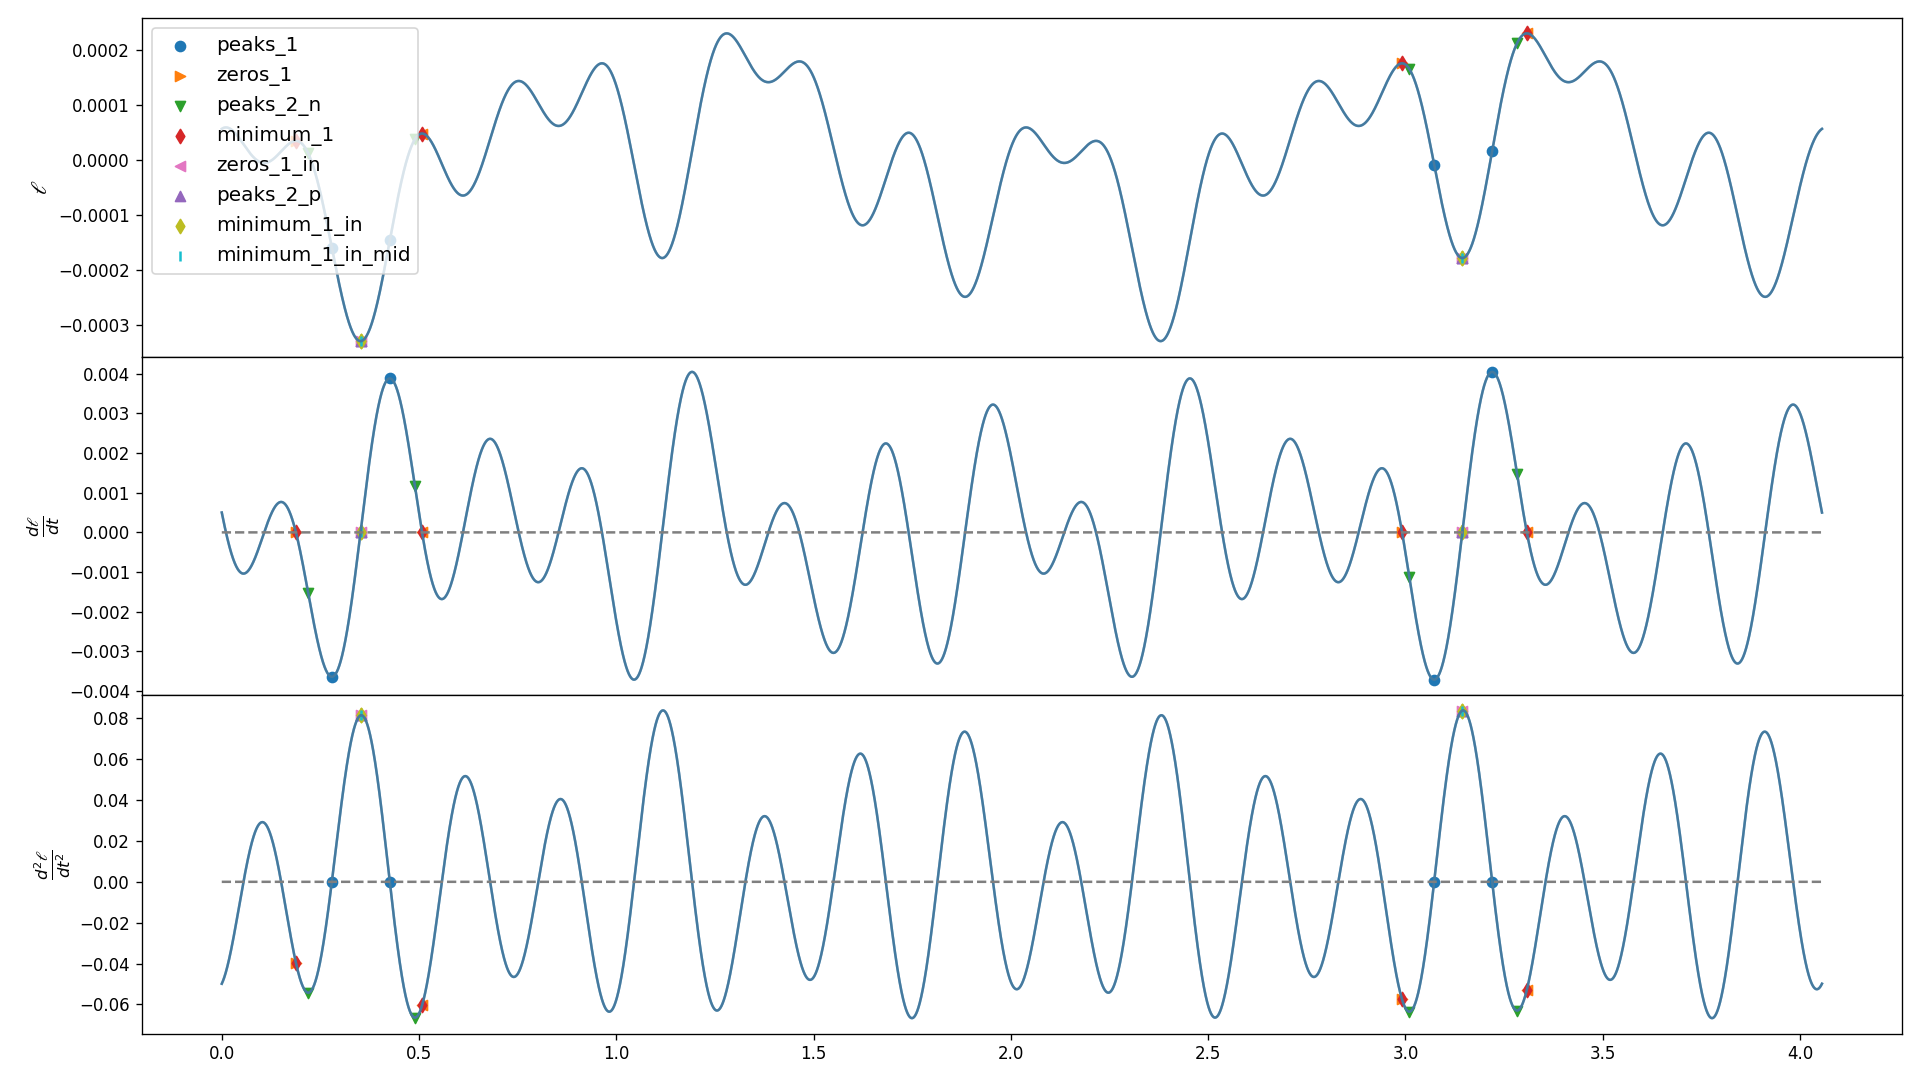 peaks_1
zeros_1
peaks_2_n
minimum_1
zeros_1_in
peaks_2_p
minimum_1_in
minimum_1_in_mid
0.0002
0.0001
0.0000
−0.0001
−0.0002
−0.0003
ℓ
0.004
0.003
0.002
0.001
0.000
−0.001
−0.002
−0.003
−0.004
dℓ
dt
0.08
0.06
0.04
0.02
0.00
−0.02
−0.04
−0.06
d²ℓ
dt²
0.0 0.5 1.0 1.5 2.0 2.5 3.0 3.5 4.0